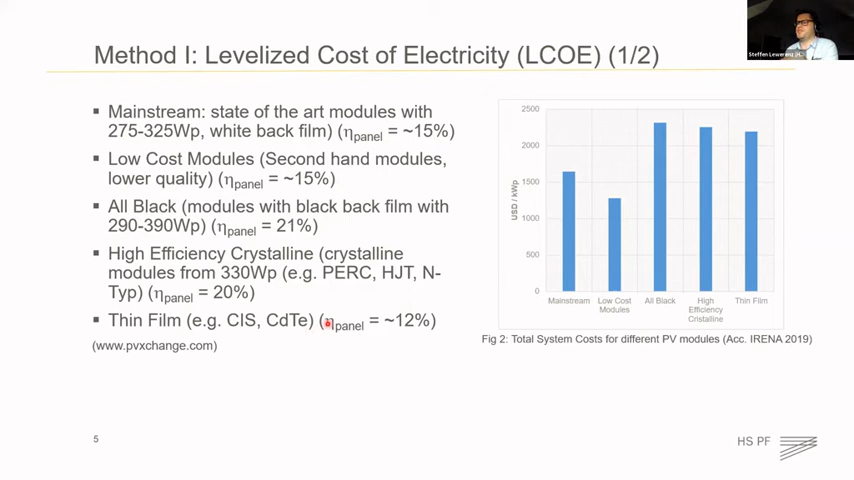 Method I: Levelized Cost of Electricity (LCOE) (1/2)
Steffen Lewerenz (H
▪ Mainstream: state of the art modules with
275-325Wp, white back film) (ηpanel = ~15%)
▪ Low Cost Modules (Second hand modules,
lower quality) (ηpanel = ~15%)
▪ All Black (modules with black back film with
290-390Wp) (ηpanel = 21%)
▪ High Efficiency Crystalline (crystalline
modules from 330Wp (e.g. PERC, HJT, N-
Typ) (ηpanel = 20%)
▪ Thin Film (e.g. CIS, CdTe) (ηpanel = ~12%)
(www.pvxchange.com)
2500
2000
1500
1000
500
0
USD / kWp
Mainstream
Low Cost
Modules
All Black
High
Efficiency
Cristalline
Thin Film
Fig 2: Total System Costs for different PV modules (Acc. IRENA 2019)
5
HS PF